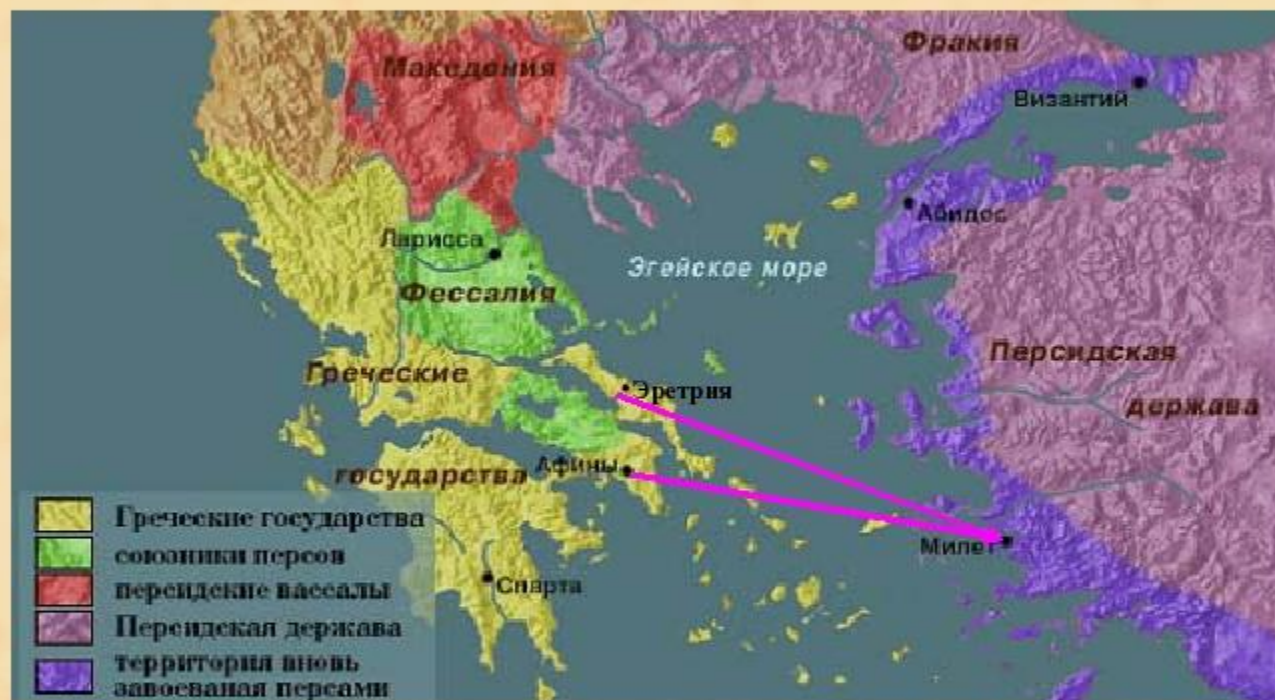 Македония
Фракия
Византий
Абидос
Ларисса
Эгейское море
Фессалия
Персидская
держава
Греческие
государства
Эретрия
Афины
Милет
Спарта
Греческие государства
союзники персов
персидские вассалы
Персидская держава
территория вновь
завоеваная персами